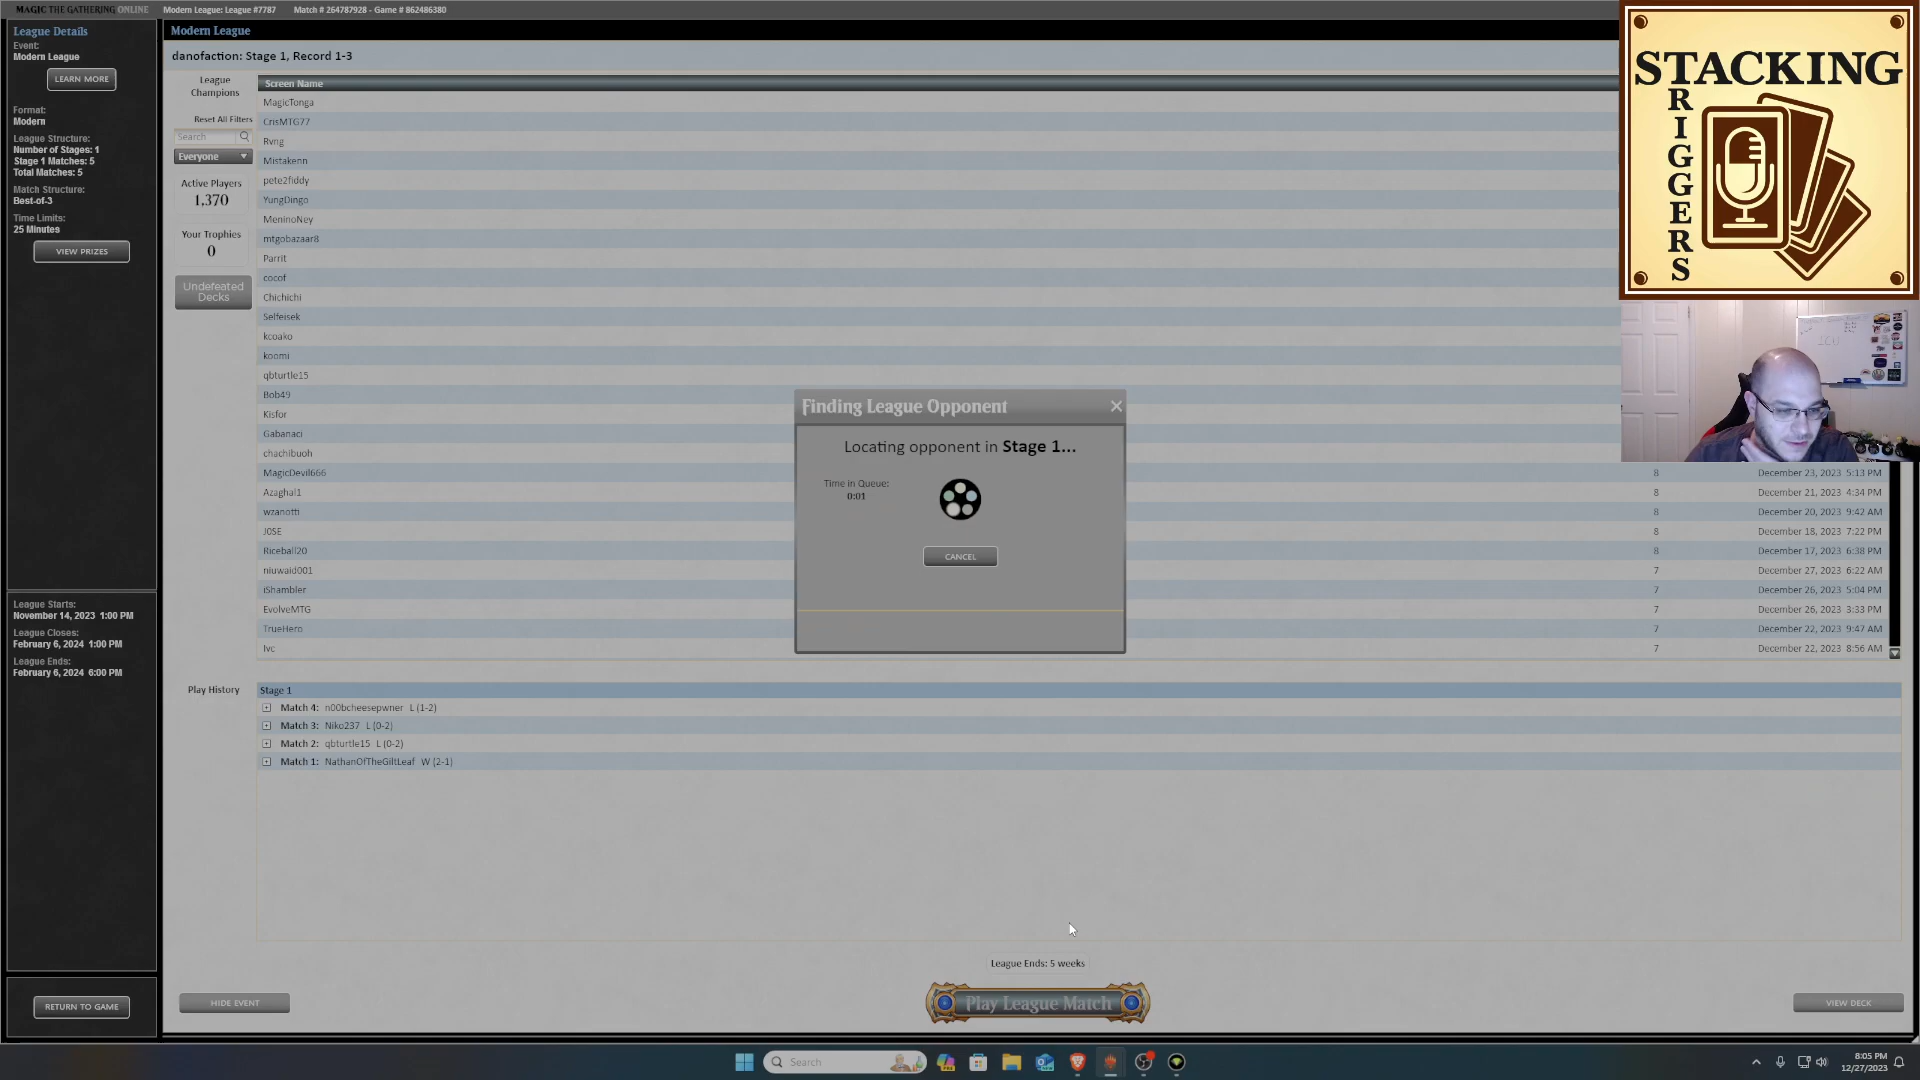 MAGIC THE GATHERING ONLINE
Modern League: League #7787
Match # 264787928 - Game # 862486380
League Details
Event:
Modern League
LEARN MORE
Format:
Modern
League Structure:
Number of Stages: 1
Stage 1 Matches: 5
Total Matches: 5
Match Structure:
Best-of-3
Time Limits:
25 Minutes
VIEW PRIZES
League Starts:
November 14, 2023 1:00 PM
League Closes:
February 6, 2024 1:00 PM
League Ends:
February 6, 2024 6:00 PM
RETURN TO GAME
Modern League
danofaction: Stage 1, Record 1-3
League
Champions
Reset All Filters
Search
Everyone
Active Players
1,370
Your Trophies
0
Undefeated
Decks
Screen Name
MagicTonga
CrisMTG77
Rvng
Mistakenn
pete2fiddy
YungDingo
MeninoNey
mtgobazaar8
Parrit
cocof
Chichichi
Selfeisek
kcoako
koomi
qbturtle15
Bob49
Kisfor
Gabanaci
chachibuoh
MagicDevil666 8 December 23, 2023 5:13 PM
Azaghal1 8 December 21, 2023 4:34 PM
wzanotti 8 December 20, 2023 9:42 AM
J0SE 8 December 18, 2023 7:22 PM
Riceball20 8 December 17, 2023 6:38 PM
niuwaid001 7 December 27, 2023 6:22 AM
iShambler 7 December 26, 2023 5:04 PM
EvolveMTG 7 December 26, 2023 3:33 PM
TrueHero 7 December 22, 2023 9:47 AM
lvc 7 December 22, 2023 8:56 AM
Finding League Opponent
Locating opponent in Stage 1...
Time in Queue:
0:01
CANCEL
Play History
Stage 1
Match 4: n00bcheesepwner L (1-2)
Match 3: Niko237 L (0-2)
Match 2: qbturtle15 L (0-2)
Match 1: NathanOfTheGiltLeaf W (2-1)
League Ends: 5 weeks
HIDE EVENT
Play League Match
VIEW DECK
STACKING
TRIGGERS
Search
8:05 PM
12/27/2023